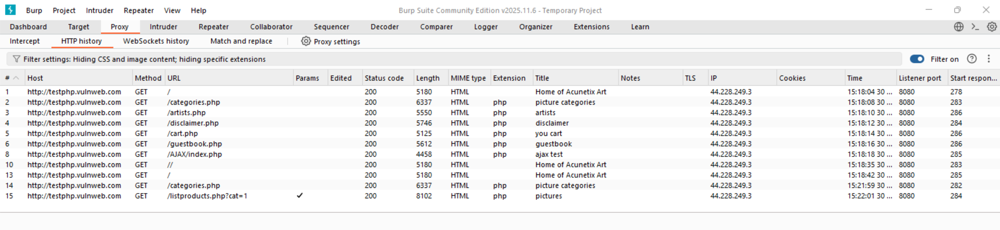 Burp Project Intruder Repeater View Help Burp Suite Community Edition v2025.11.6 - Temporary Project
Dashboard Target Proxy Intruder Repeater Collaborator Sequencer Decoder Comparer Logger Organizer Extensions Learn
Intercept HTTP history WebSockets history Match and replace Proxy settings
Filter settings: Hiding CSS and image content; hiding specific extensions Filter on
# Host Method URL Params Edited Status code Length MIME type Extension Title Notes TLS IP Cookies Time Listener port Start respon...
1 http://testphp.vulnweb.com GET / 200 5180 HTML Home of Acunetix Art 44.228.249.3 15:18:04 30 ... 8080 278
2 http://testphp.vulnweb.com GET /categories.php 200 6337 HTML php picture categories 44.228.249.3 15:18:08 30 ... 8080 283
3 http://testphp.vulnweb.com GET /artists.php 200 5550 HTML php artists 44.228.249.3 15:18:10 30 ... 8080 286
4 http://testphp.vulnweb.com GET /disclaimer.php 200 5746 HTML php disclaimer 44.228.249.3 15:18:12 30 ... 8080 284
5 http://testphp.vulnweb.com GET /cart.php 200 5125 HTML php you cart 44.228.249.3 15:18:14 30 ... 8080 286
6 http://testphp.vulnweb.com GET /guestbook.php 200 5612 HTML php guestbook 44.228.249.3 15:18:16 30 ... 8080 286
8 http://testphp.vulnweb.com GET /AJAX/index.php 200 4458 HTML php ajax test 44.228.249.3 15:18:18 30 ... 8080 285
10 http://testphp.vulnweb.com GET // 200 5180 HTML Home of Acunetix Art 44.228.249.3 15:18:35 30 ... 8080 283
13 http://testphp.vulnweb.com GET / 200 5180 HTML Home of Acunetix Art 44.228.249.3 15:18:42 30 ... 8080 285
14 http://testphp.vulnweb.com GET /categories.php 200 6337 HTML php picture categories 44.228.249.3 15:21:59 30 ... 8080 282
15 http://testphp.vulnweb.com GET /listproducts.php?cat=1 ✓ 200 8102 HTML php pictures 44.228.249.3 15:22:01 30 ... 8080 284